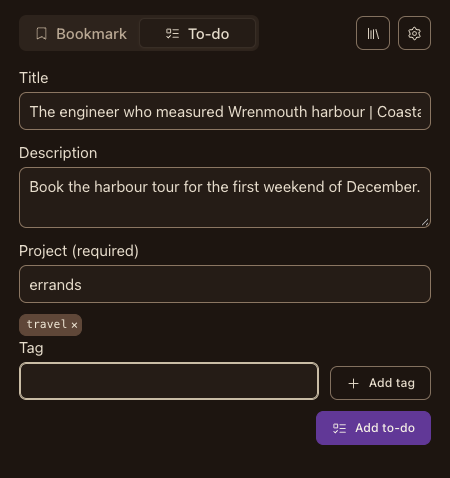 Bookmark
To-do
Title
The engineer who measured Wrenmouth harbour | Coasta
Description
Book the harbour tour for the first weekend of December.
Project (required)
errands
travel ×
Tag
+ Add tag
Add to-do